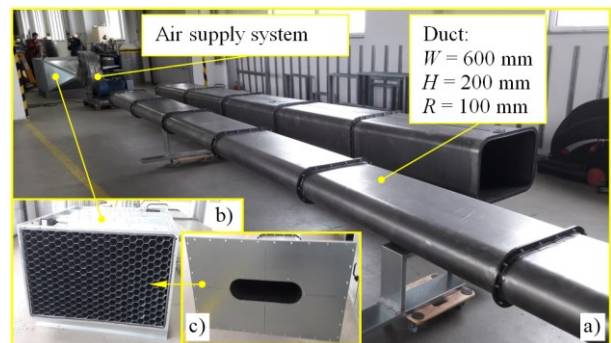 Air supply system
Duct:
W = 600 mm
H = 200 mm
R = 100 mm
b)
c)
a)